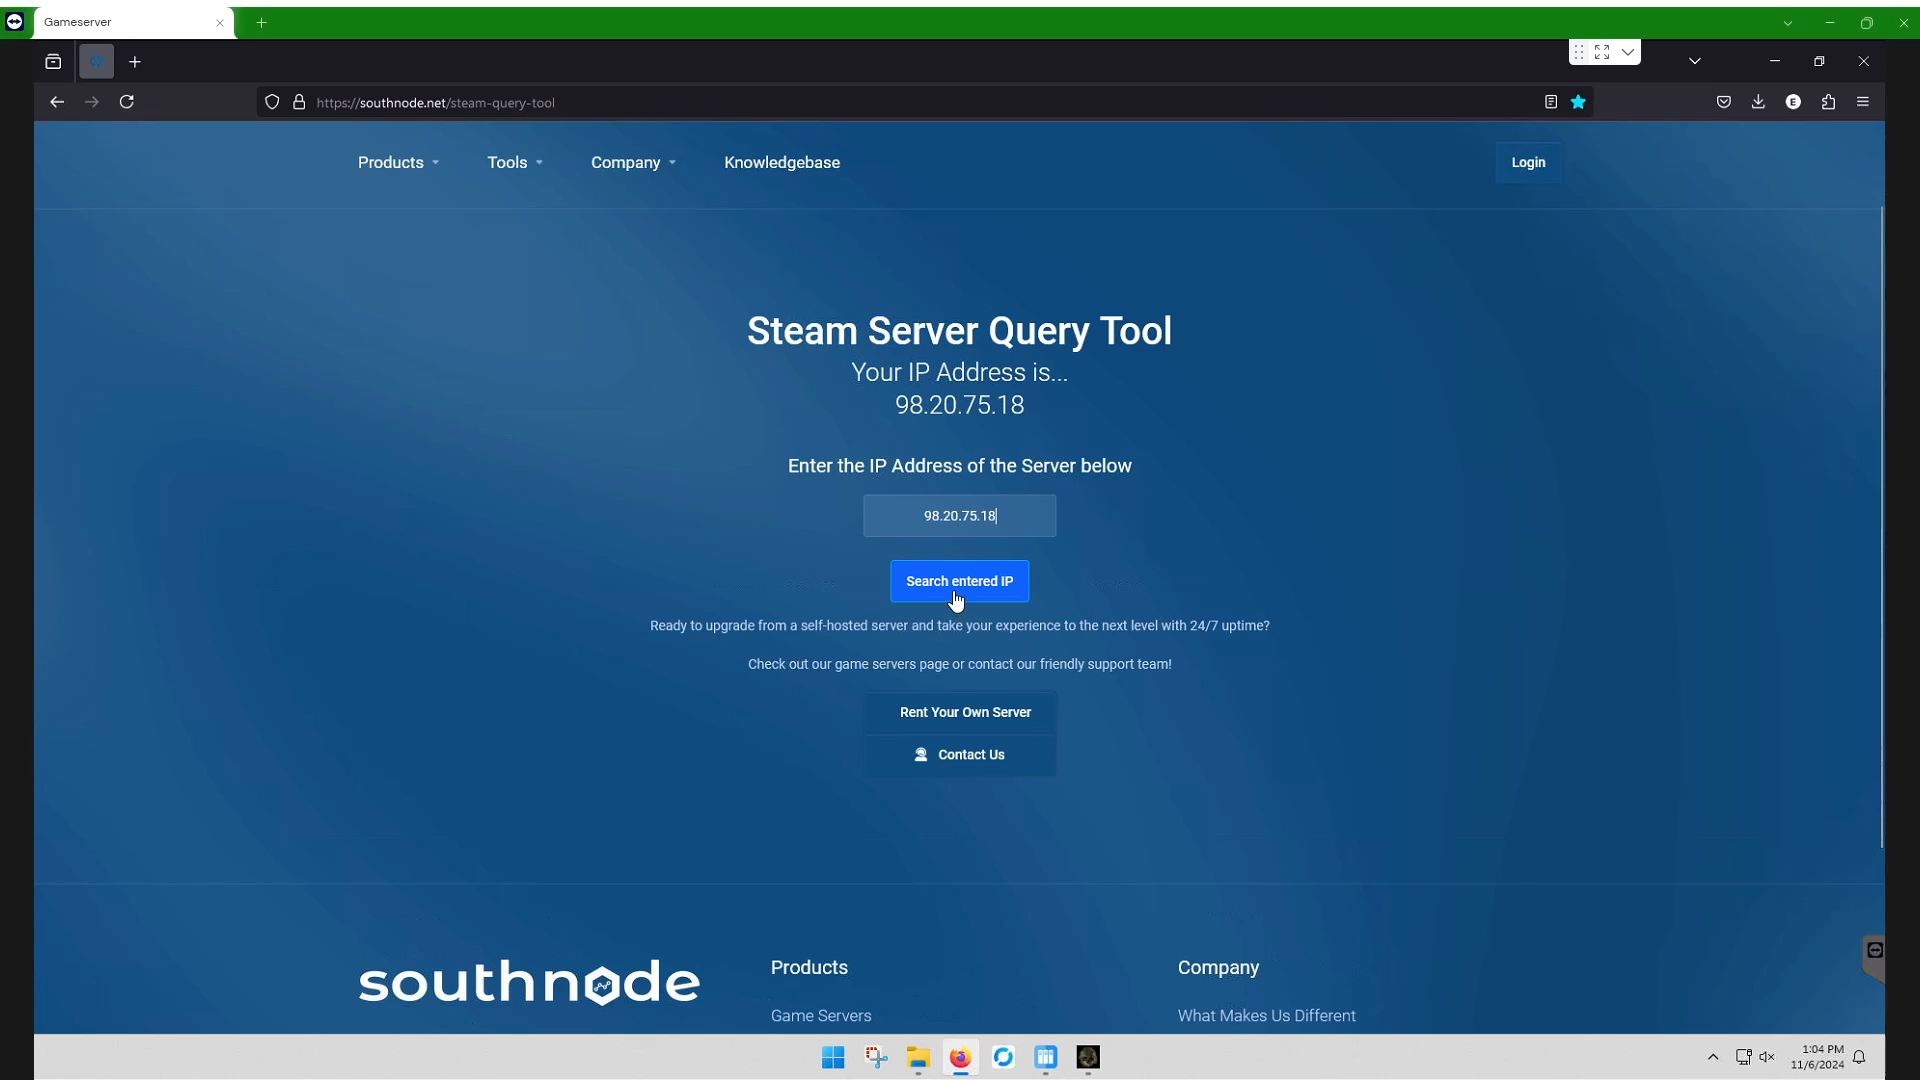 Gameserver
https://southnode.net/steam-query-tool
Products
Tools
Company
Knowledgebase
Login
Steam Server Query Tool
Your IP Address is...
98.20.75.18
Enter the IP Address of the Server below
98.20.75.18
Search entered IP
Ready to upgrade from a self-hosted server and take your experience to the next level with 24/7 uptime?
Check out our game servers page or contact our friendly support team!
Rent Your Own Server
Contact Us
southnode
Products
Company
Game Servers
What Makes Us Different
E
1:04 PM
11/6/2024